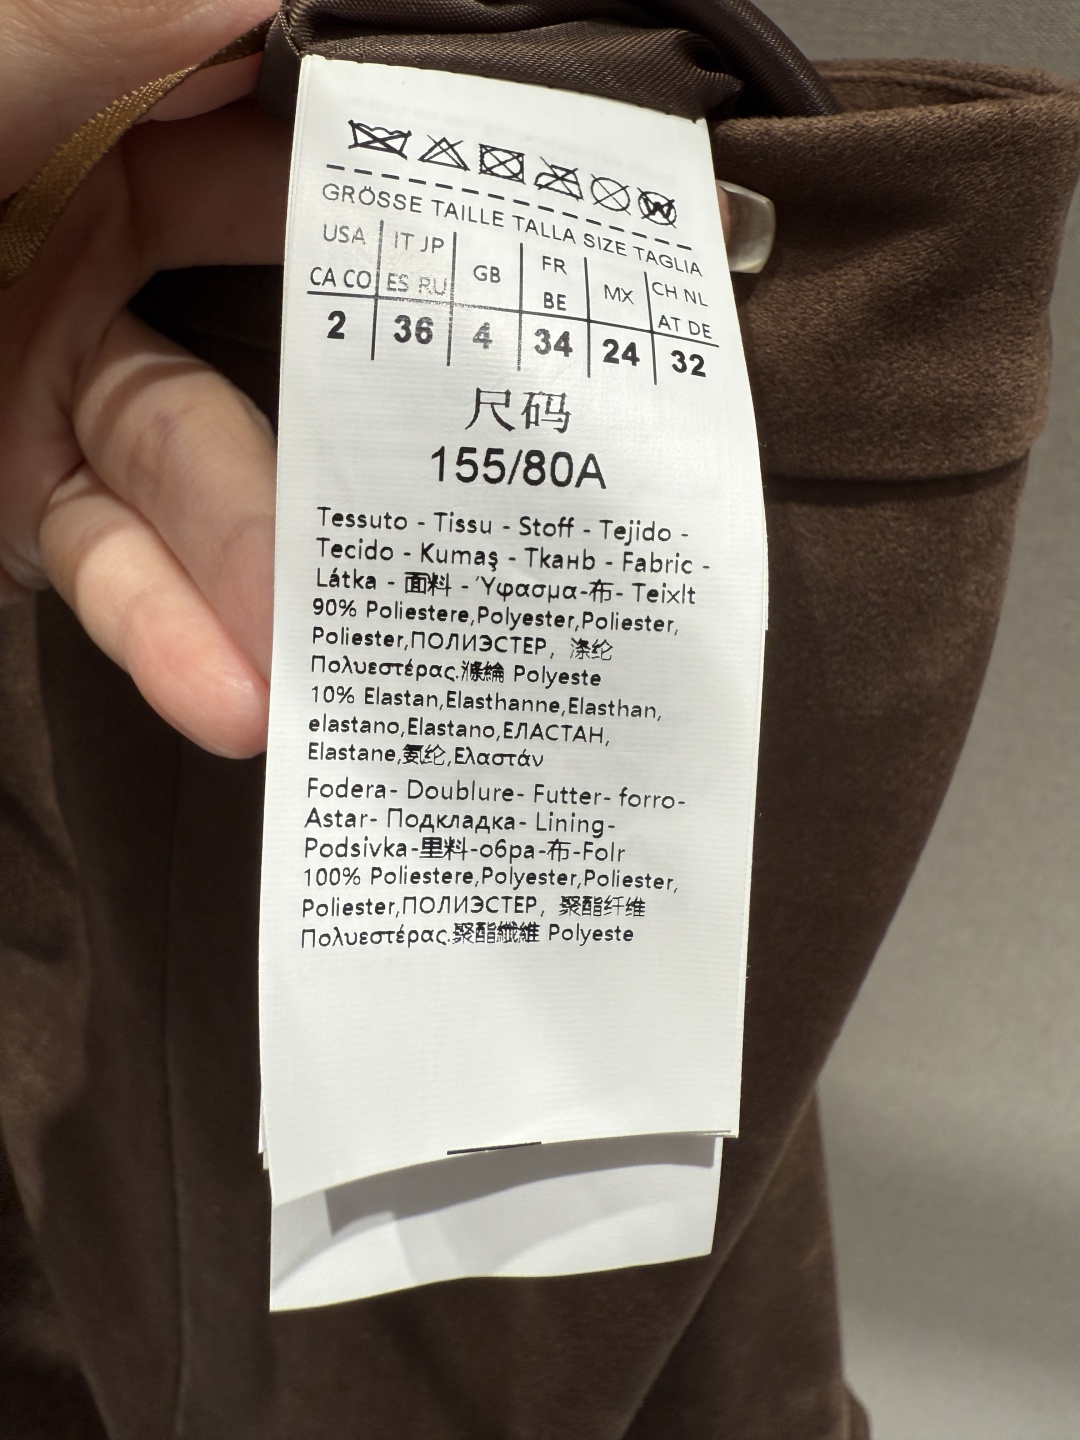 GRÖSSE TAILLE TALLA SIZE TAGLIA
USA CA CO IT JP ES RU GB FR BE MX CH NL AT DE
2 36 4 34 24 32
尺码
155/80A
Tessuto - Tissu - Stoff - Tejido -
Tecido - Kumaş - Ткaнь - Fabric -
Látka - 面料 - Ύφασμα-布- Teixlt
90% Poliestere,Polyester,Poliester,
Poliester,ПОЛИЭСТЕР, 涤纶
Πολυεστέρας.滌綸 Polyeste
10% Elastan,Elasthanne,Elasthan,
elastano,Elastano,ЕЛАСТАН,
Elastane,氨纶,Ελαστάν
Fodera- Doublure- Futter- forro-
Astar- Подкладка- Lining-
Podsivka-里料-обра-布-Folr
100% Poliestere,Polyester,Poliester,
Poliester,ПОЛИЭСТЕР, 聚酯纤维
Πολυεστέρας.聚酯纖維 Polyeste